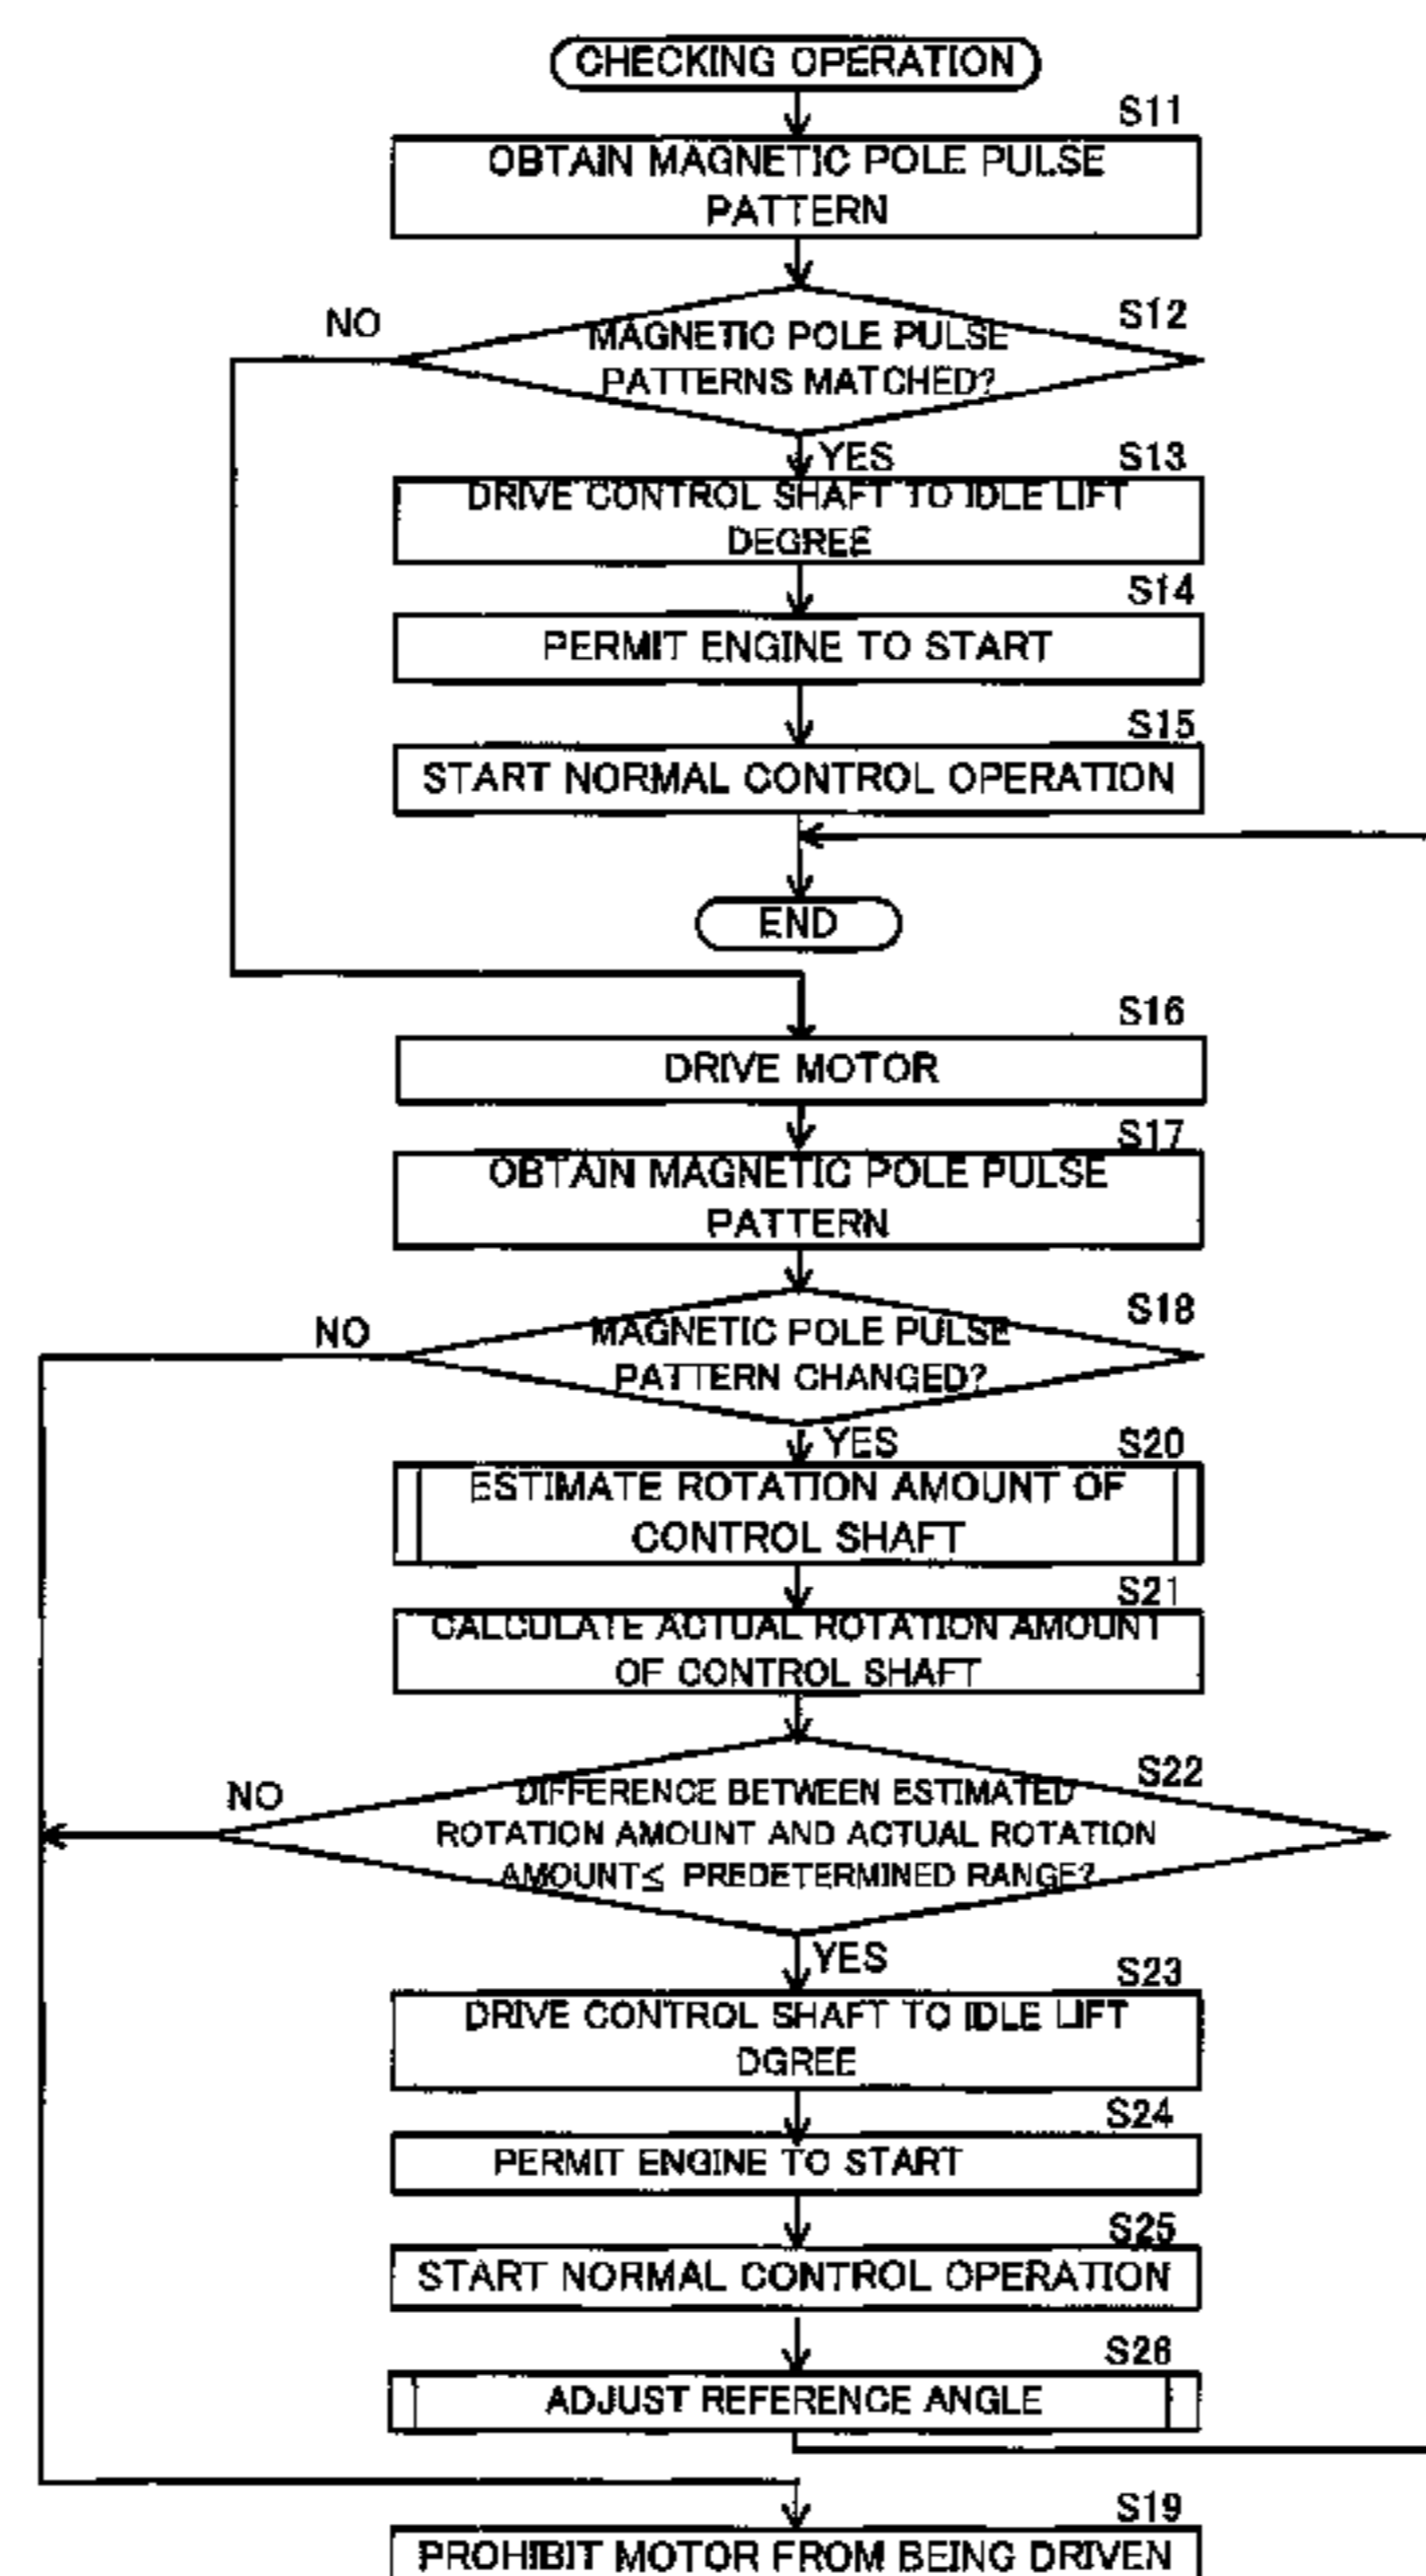 CHECKING OPERATION
S11
OBTAIN MAGNETIC POLE PULSE
PATTERN
S12
NO
MAGNETIC POLE PULSE
PATTERNS MATCHED?
YES
S13
DRIVE CONTROL SHAFT TO IDLE LIFT
DEGREE
S14
PERMIT ENGINE TO START
S15
START NORMAL CONTROL OPERATION
END
S16
DRIVE MOTOR
S17
OBTAIN MAGNETIC POLE PULSE
PATTERN
S18
NO
MAGNETIC POLE PULSE
PATTERN CHANGED?
YES
S20
ESTIMATE ROTATION AMOUNT OF
CONTROL SHAFT
S21
CALCULATE ACTUAL ROTATION AMOUNT
OF CONTROL SHAFT
S22
NO
DIFFERENCE BETWEEN ESTIMATED
ROTATION AMOUNT AND ACTUAL ROTATION
AMOUNT≤ PREDETERMINED RANGE?
YES
S23
DRIVE CONTROL SHAFT TO IDLE LIFT
DGREE
S24
PERMIT ENGINE TO START
S25
START NORMAL CONTROL OPERATION
S26
ADJUST REFERENCE ANGLE
S19
PROHIBIT MOTOR FROM BEING DRIVEN